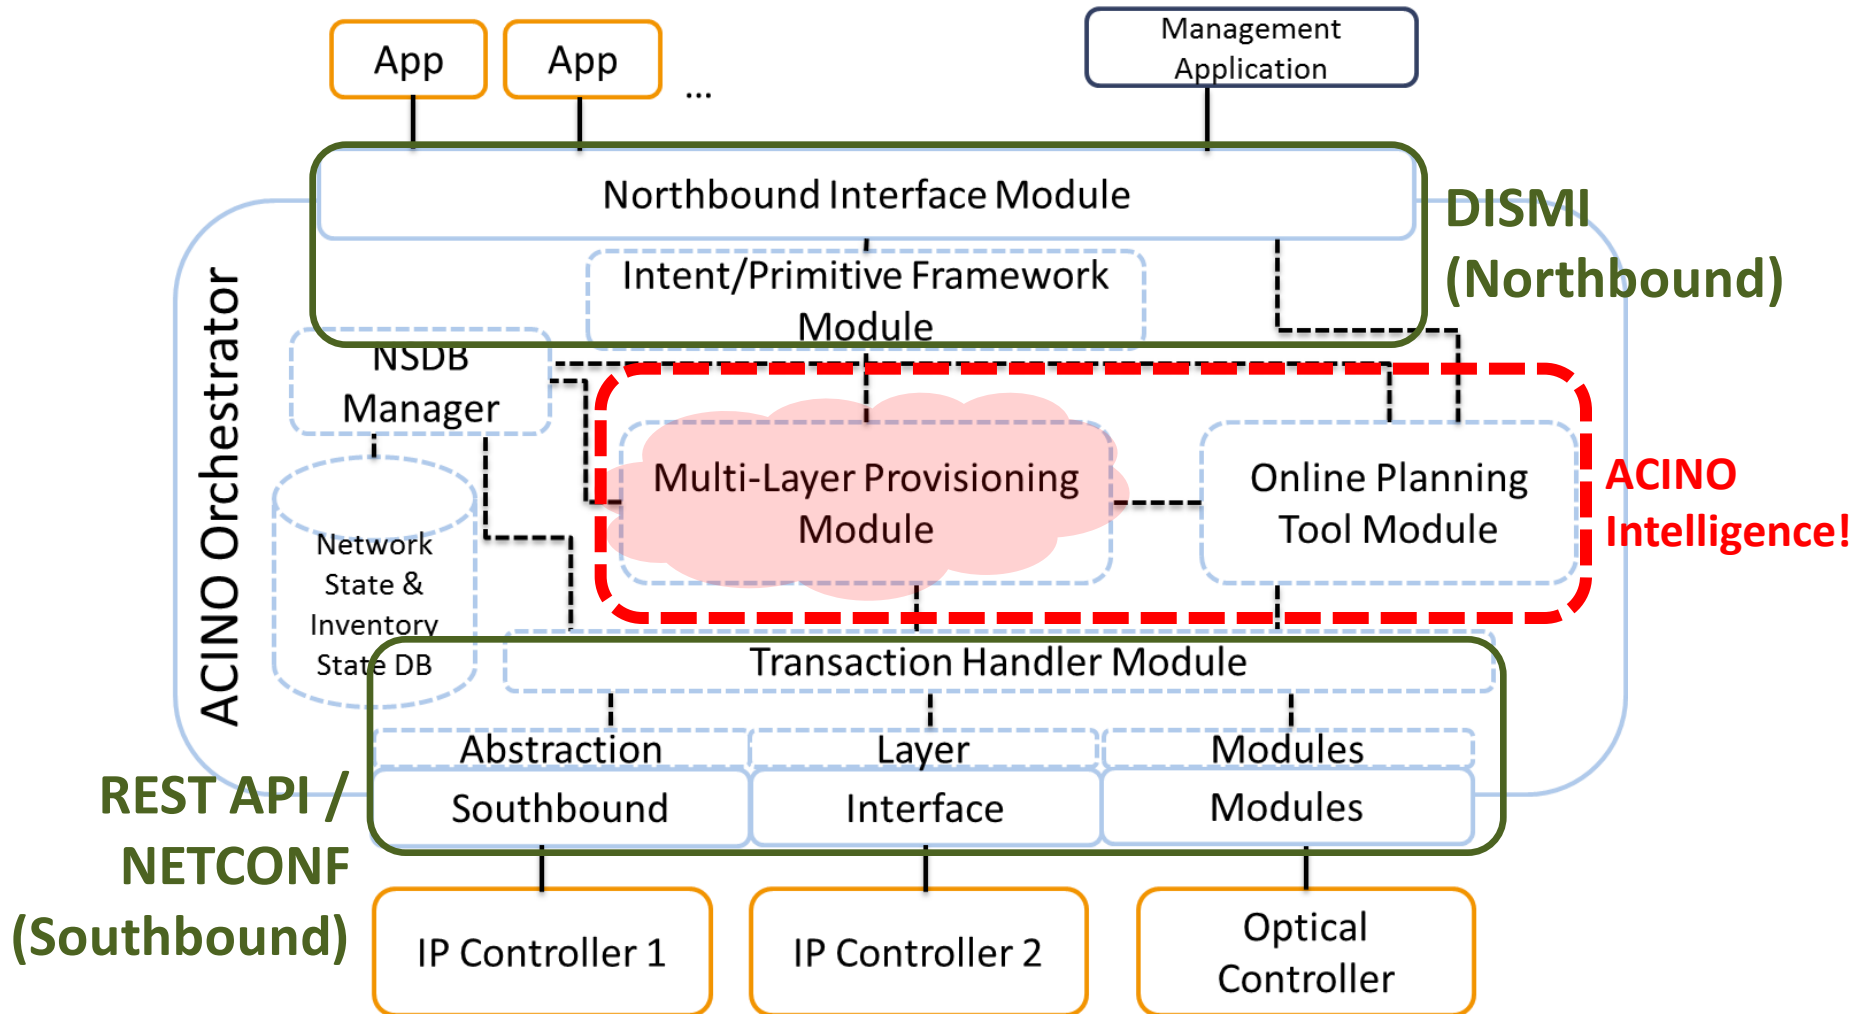 App
App
...
Management
Application
Northbound Interface Module
DISMI
(Northbound)
Intent/Primitive Framework
Module
ACINO Orchestrator
NSDB
Manager
Multi-Layer Provisioning
Module
Online Planning
Tool Module
ACINO
Intelligence!
Network
State &
Inventory
State DB
Transaction Handler Module
Abstraction
Layer
Modules
Southbound
Interface
Modules
REST API /
NETCONF
(Southbound)
IP Controller 1
IP Controller 2
Optical
Controller